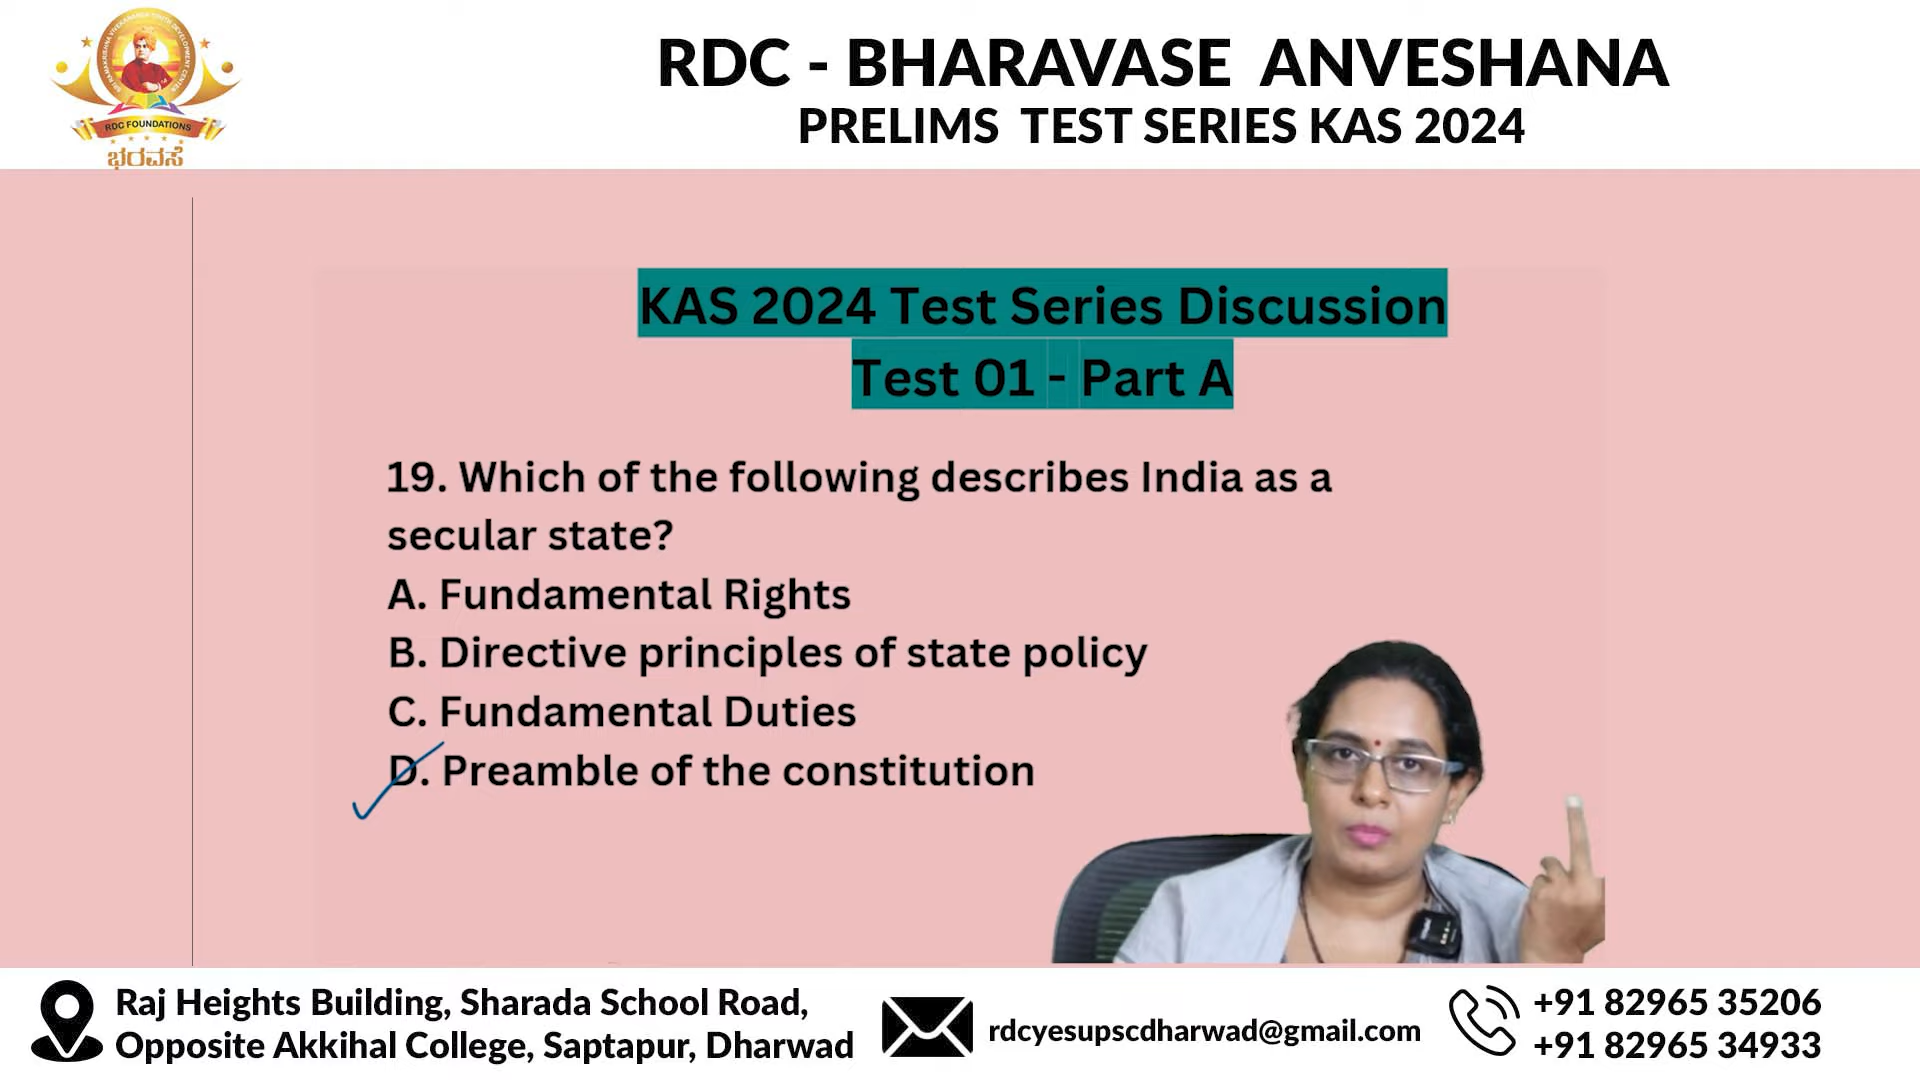 RDC - BHARAVASE ANVESHANA
PRELIMS TEST SERIES KAS 2024
RDC FOUNDATIONS
ಭರವಸೆ
KAS 2024 Test Series Discussion
Test 01 - Part A
19. Which of the following describes India as a
secular state?
A. Fundamental Rights
B. Directive principles of state policy
C. Fundamental Duties
D. Preamble of the constitution
Raj Heights Building, Sharada School Road,
Opposite Akkihal College, Saptapur, Dharwad
rdcyesupscdharwad@gmail.com
+91 82965 35206
+91 82965 34933